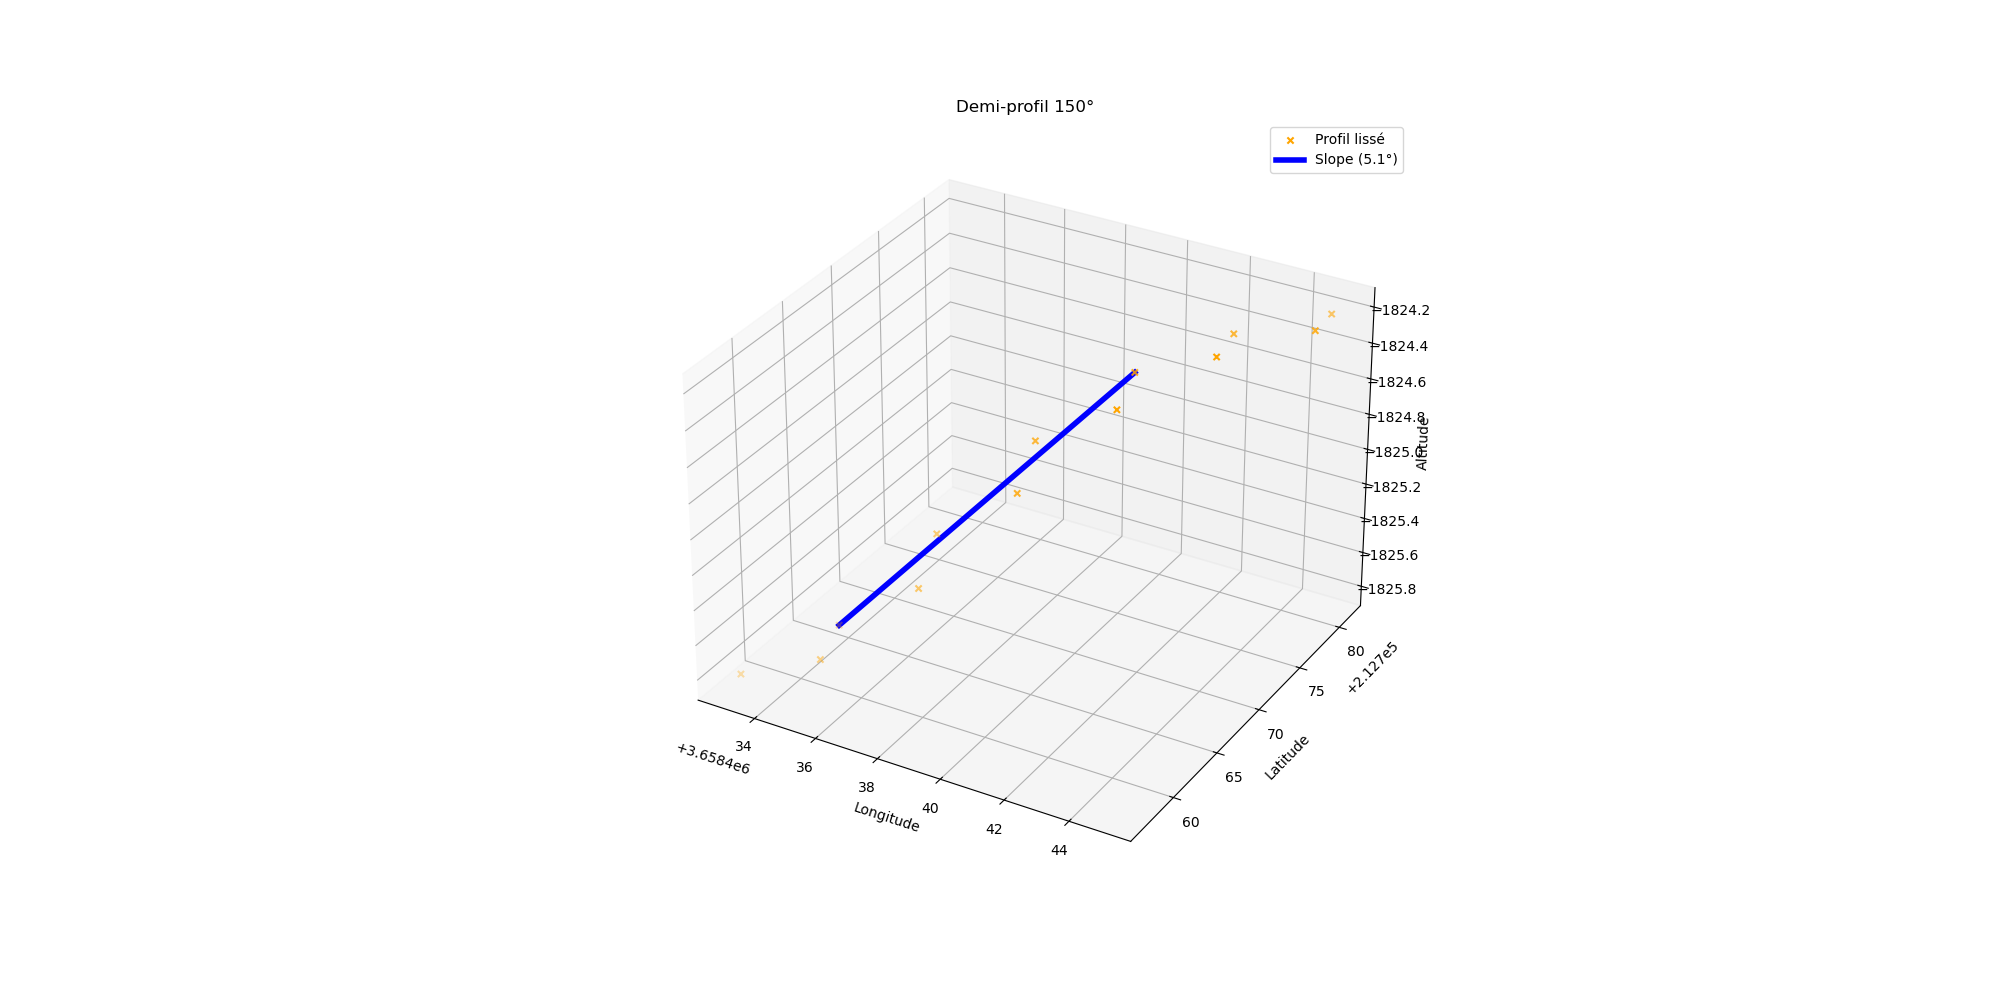 Demi-profil 150°
Profil lissé
Slope (5.1°)
−1824.2
−1824.4
−1824.6
−1824.8
−1825.0
−1825.2
−1825.4
−1825.6
−1825.8
Altitude
80
75
70
65
60
+2.127e5
Latitude
34
36
38
40
42
44
+3.6584e6
Longitude